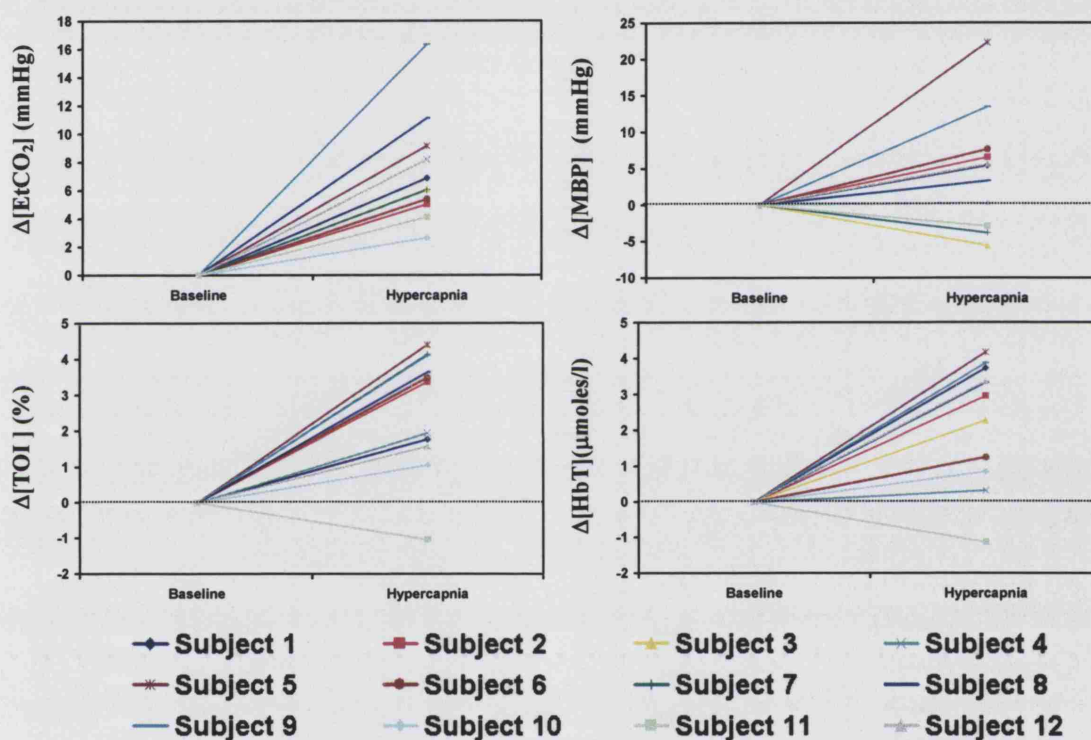 Δ[EtCO₂] (mmHg)
18
16
14
12
10
8
6
4
2
0
Baseline
Hypercapnia
Δ[MBP] (mmHg)
25
20
15
10
5
0
-5
-10
Baseline
Hypercapnia
Δ[TOI ] (%)
5
4
3
2
1
0
-1
-2
Baseline
Hypercapnia
Δ[HbT](μmoles/l)
5
4
3
2
1
0
-1
-2
Baseline
Hypercapnia
Subject 1
Subject 2
Subject 3
Subject 4
Subject 5
Subject 6
Subject 7
Subject 8
Subject 9
Subject 10
Subject 11
Subject 12